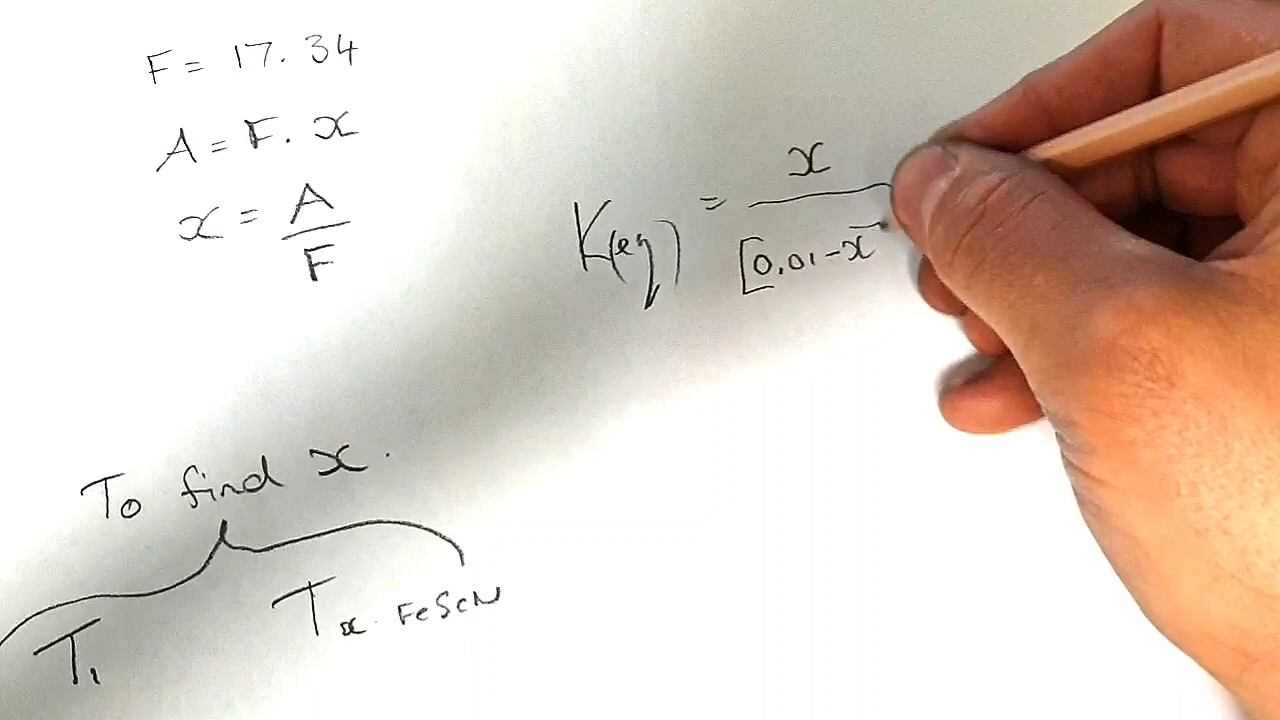 F = 17.34
A = F. x
x = A / F
K(eq) = x / [0.01-x
To find x.
T1
Tx. FeScN